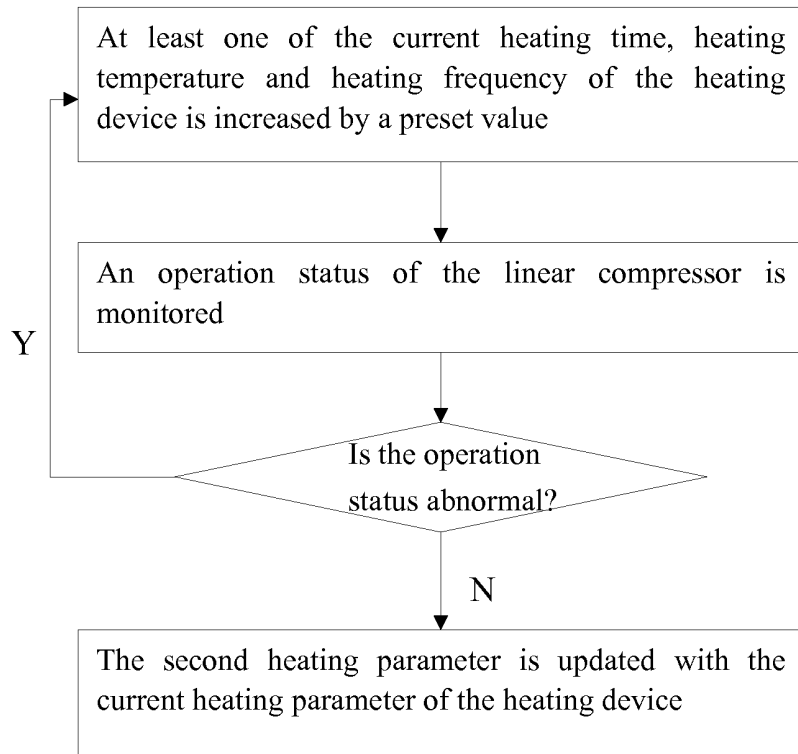 At least one of the current heating time, heating
temperature and heating frequency of the heating
device is increased by a preset value
An operation status of the linear compressor is
monitored
Y
Is the operation
status abnormal?
N
The second heating parameter is updated with the
current heating parameter of the heating device